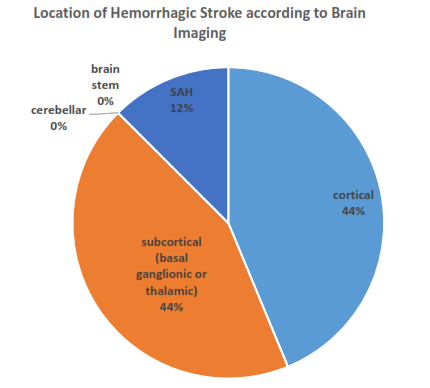 Location of Hemorrhagic Stroke according to Brain
Imaging
brain
stem
0%
cerebellar
0%
SAH
12%
cortical
44%
subcortical
(basal
ganglionic or
thalamic)
44%